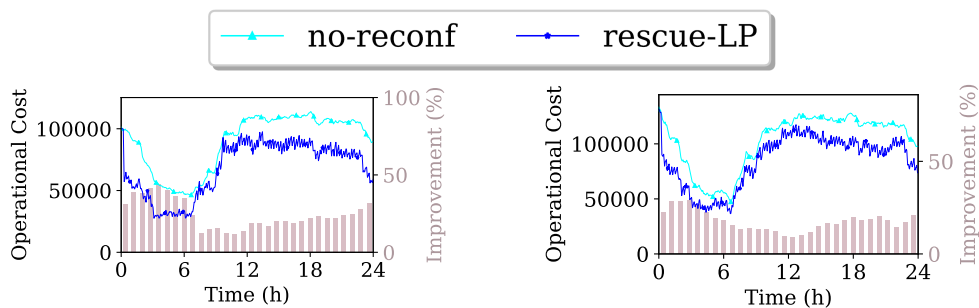 no-reconf rescue-LP
Operational Cost
100000
50000
0
0 6 12 18 24
Time (h)
100
50
0
Improvement (%)
Operational Cost
100000
50000
0
0 6 12 18 24
Time (h)
50
0
Improvement (%)